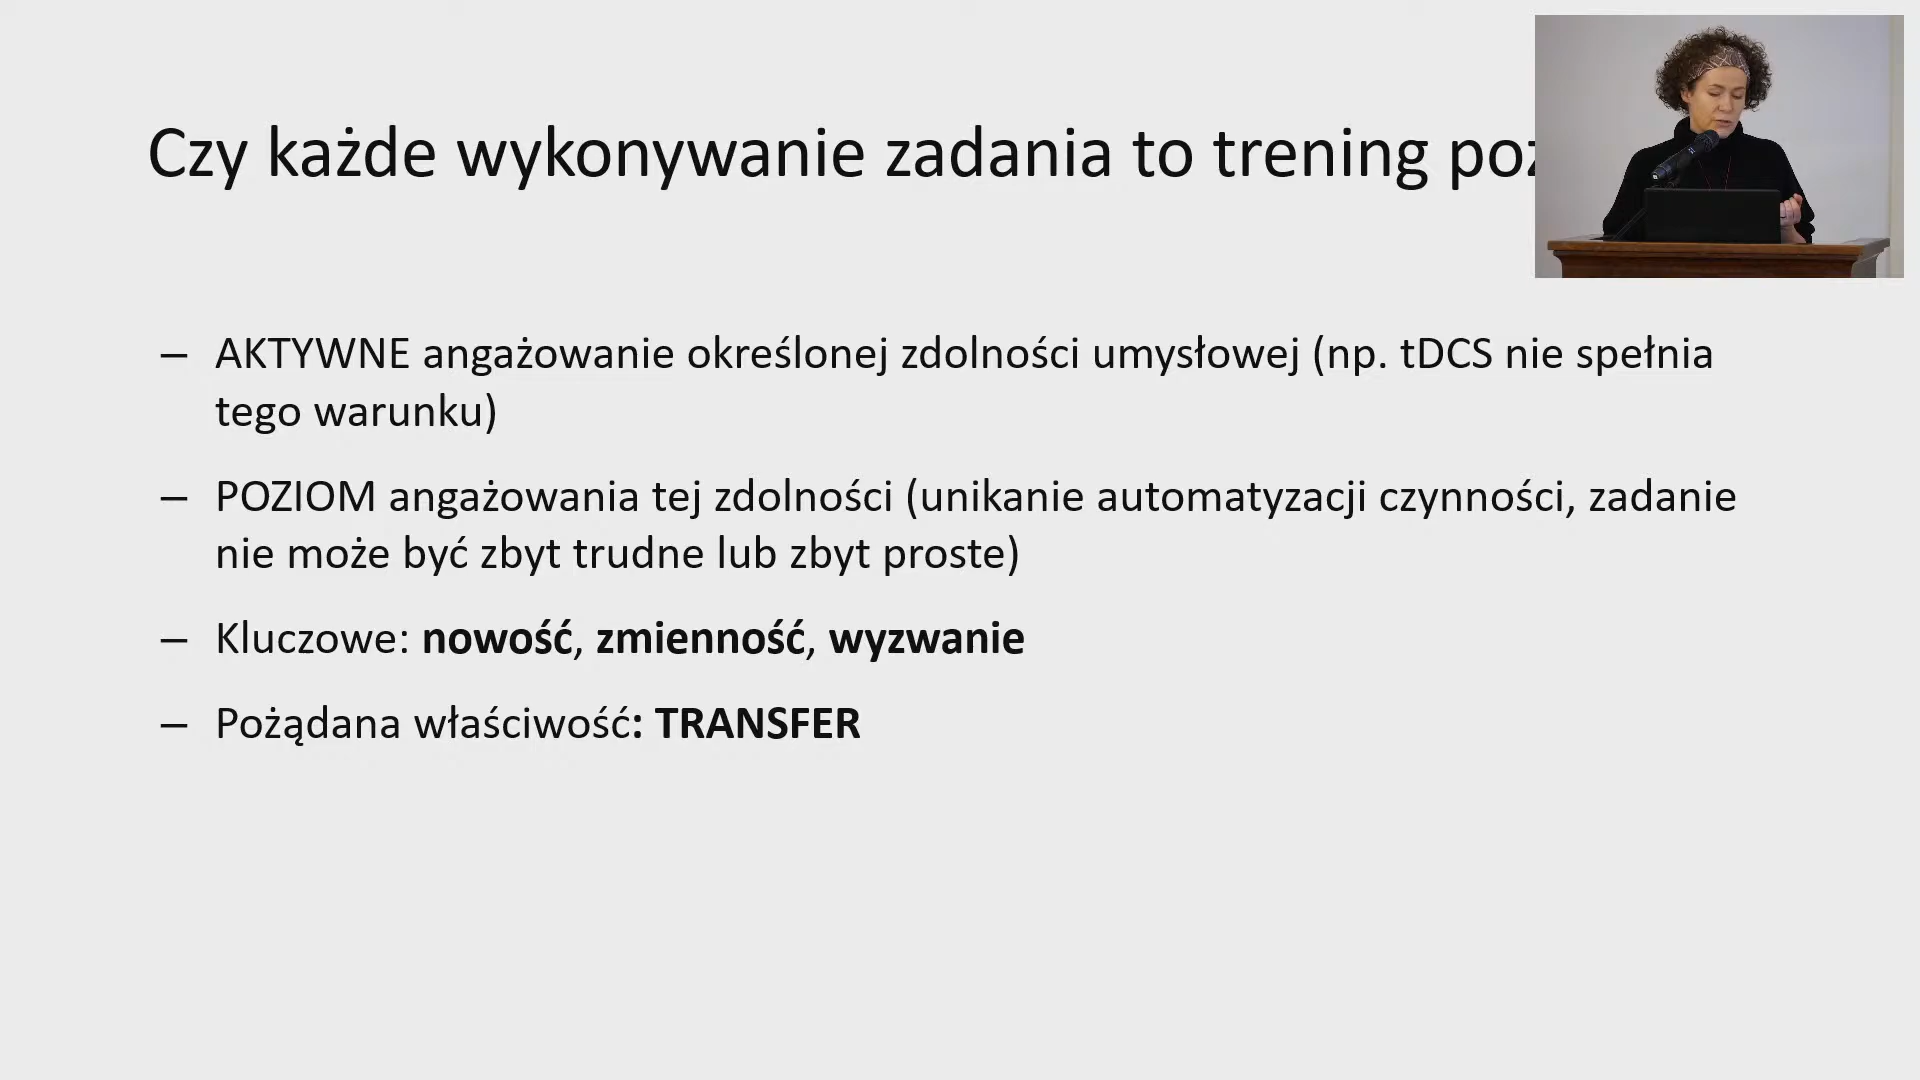 Czy każde wykonywanie zadania to trening
– AKTYWNE angażowanie określonej zdolności umysłowej (np. tDCS nie spełnia
tego warunku)
– POZIOM angażowania tej zdolności (unikanie automatyzacji czynności, zadanie
nie może być zbyt trudne lub zbyt proste)
– Kluczowe: nowość, zmienność, wyzwanie
– Pożądana właściwość: TRANSFER